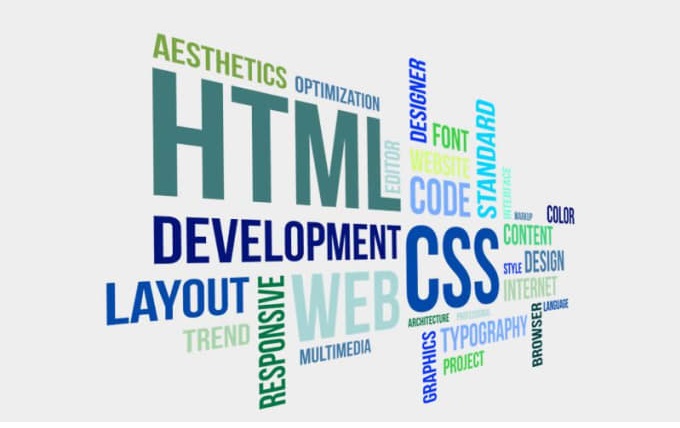 AESTHETICS
OPTIMIZATION
HTML
EDITOR
DESIGNER
FONT
WEBSITE
CODE
STANDARD
INTERFACE
MARKUP
COLOR
DEVELOPMENT
CSS
CONTENT
STYLE
DESIGN
INTERNET
LAYOUT
RESPONSIVE
WEB
TREND
MULTIMEDIA
ARCHITECTURE
PROFESSIONAL
GRAPHICS
TYPOGRAPHY
PROJECT
BROWSER
LANGUAGE